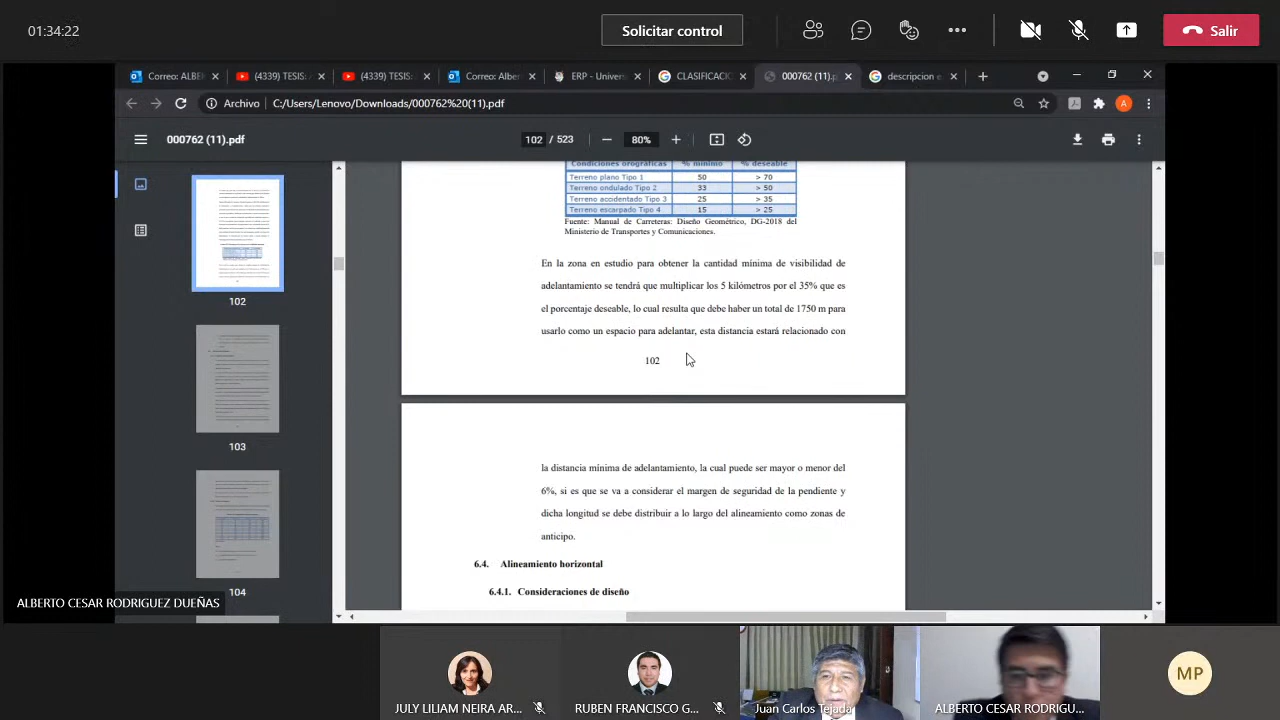 01:34:22
Solicitar control
Salir
Correo: ALBER
(4339) TESIS:
(4339) TESIS:
Correo: Albert
ERP - Univers
CLASIFICACIO
000762 (11).p
descripcion e
Archivo
C:/Users/Lenovo/Downloads/000762%20(11).pdf
000762 (11).pdf
102 / 523
80%
Condiciones orográficas % mínimo % deseable
Terreno plano Tipo 1 50 > 70
Terreno ondulado Tipo 2 33 > 50
Terreno accidentado Tipo 3 25 > 35
Terreno escarpado Tipo 4 15 > 25
Fuente: Manual de Carreteras: Diseño Geométrico, DG-2018 del
Ministerio de Transportes y Comunicaciones.
En la zona en estudio para obtener la cantidad mínima de visibilidad de
adelantamiento se tendrá que multiplicar los 5 kilómetros por el 35% que es
el porcentaje deseable, lo cual resulta que debe haber un total de 1750 m para
usarlo como un espacio para adelantar, esta distancia estará relacionado con
102
la distancia mínima de adelantamiento, la cual puede ser mayor o menor del
6%, si es que se va a considerar el margen de seguridad de la pendiente y
dicha longitud se debe distribuir a lo largo del alineamiento como zonas de
anticipo.
6.4. Alineamiento horizontal
6.4.1. Consideraciones de diseño
102
103
104
ALBERTO CESAR RODRIGUEZ DUEÑAS
JULY LILIAM NEIRA AR...
RUBEN FRANCISCO G...
Juan Carlos Tejada
ALBERTO CESAR RODRIGU...
MP
A